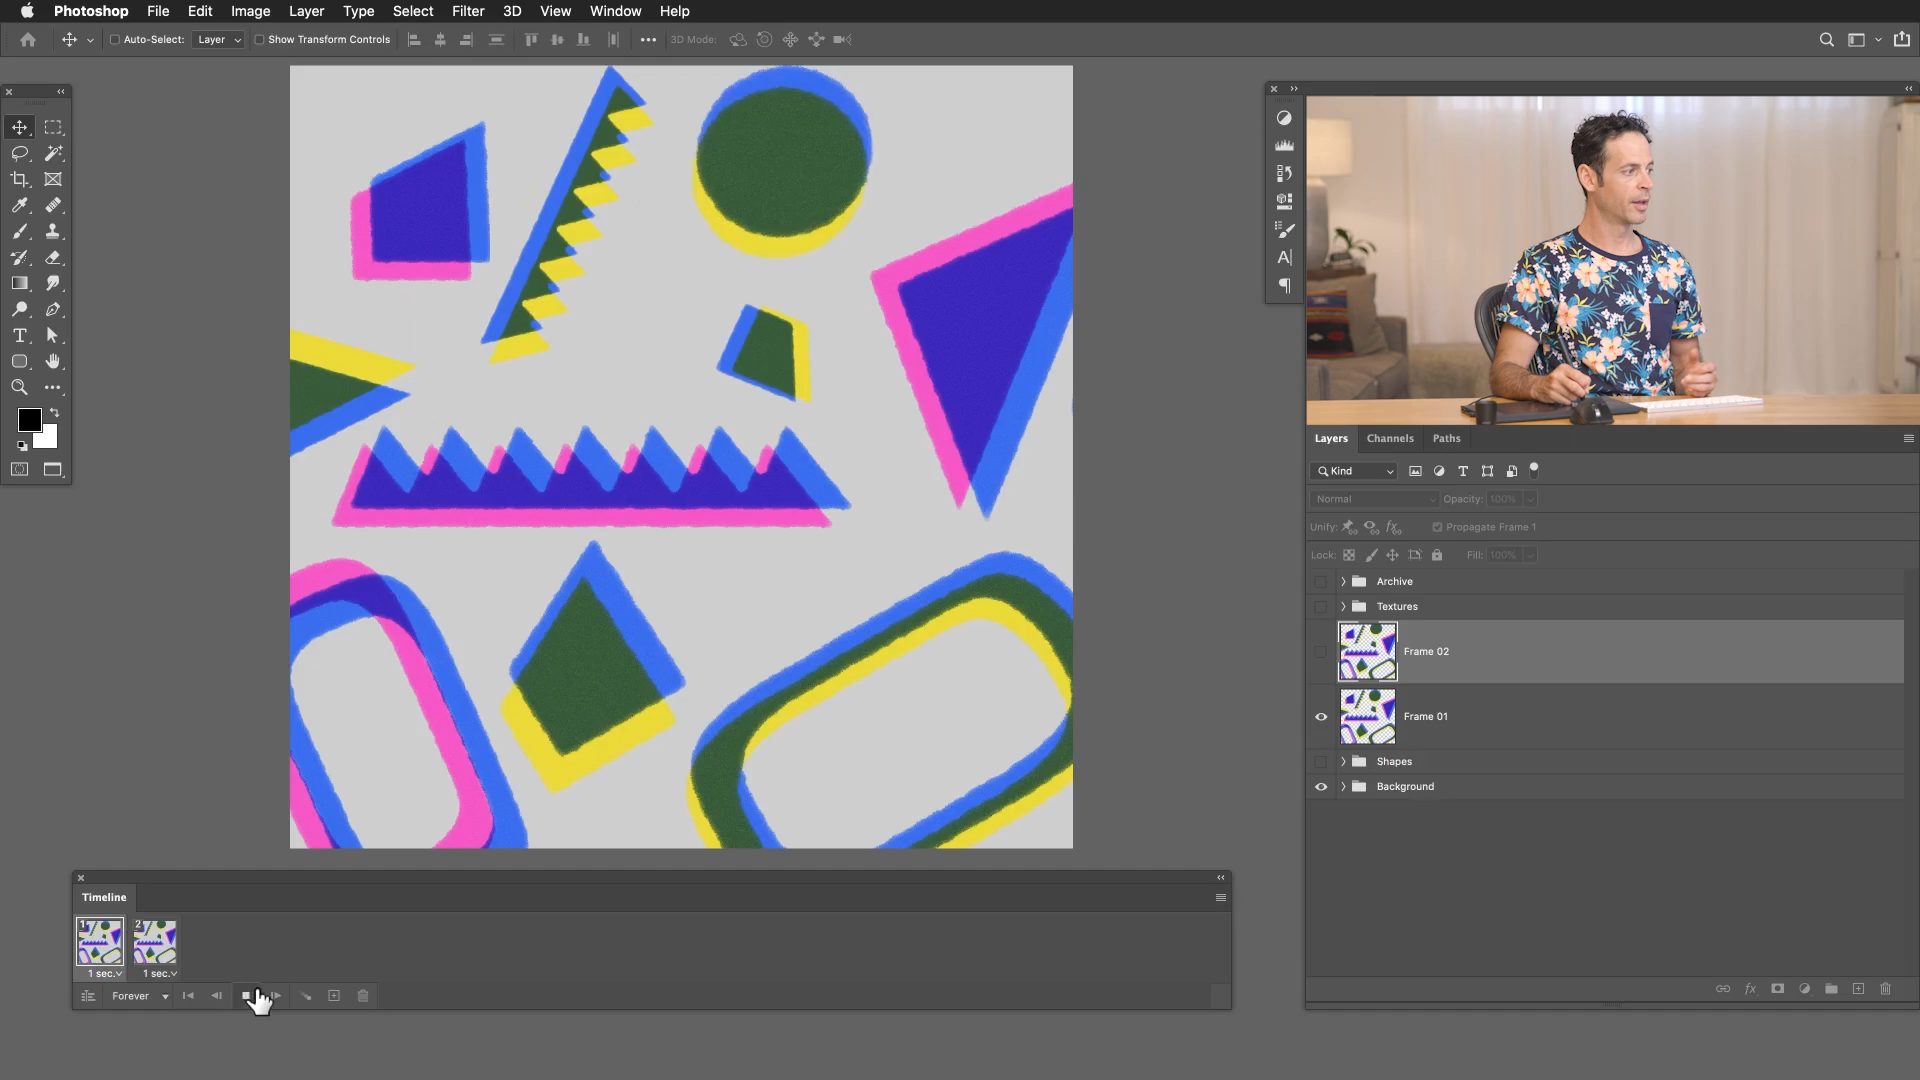 Photoshop File Edit Image Layer Type Select Filter 3D View Window Help
Auto-Select: Layer Show Transform Controls 3D Mode:
Layers Channels Paths
Kind
Normal Opacity: 100%
Unify: Propagate Frame 1
Lock: Fill: 100%
Archive
Textures
Frame 02
Frame 01
Shapes
Background
Timeline
1 2
1 sec. 1 sec.
Forever